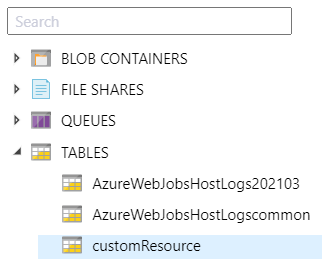 Search
BLOB CONTAINERS
FILE SHARES
QUEUES
TABLES
AzureWebJobsHostLogs202103
AzureWebJobsHostLogscommon
customResource